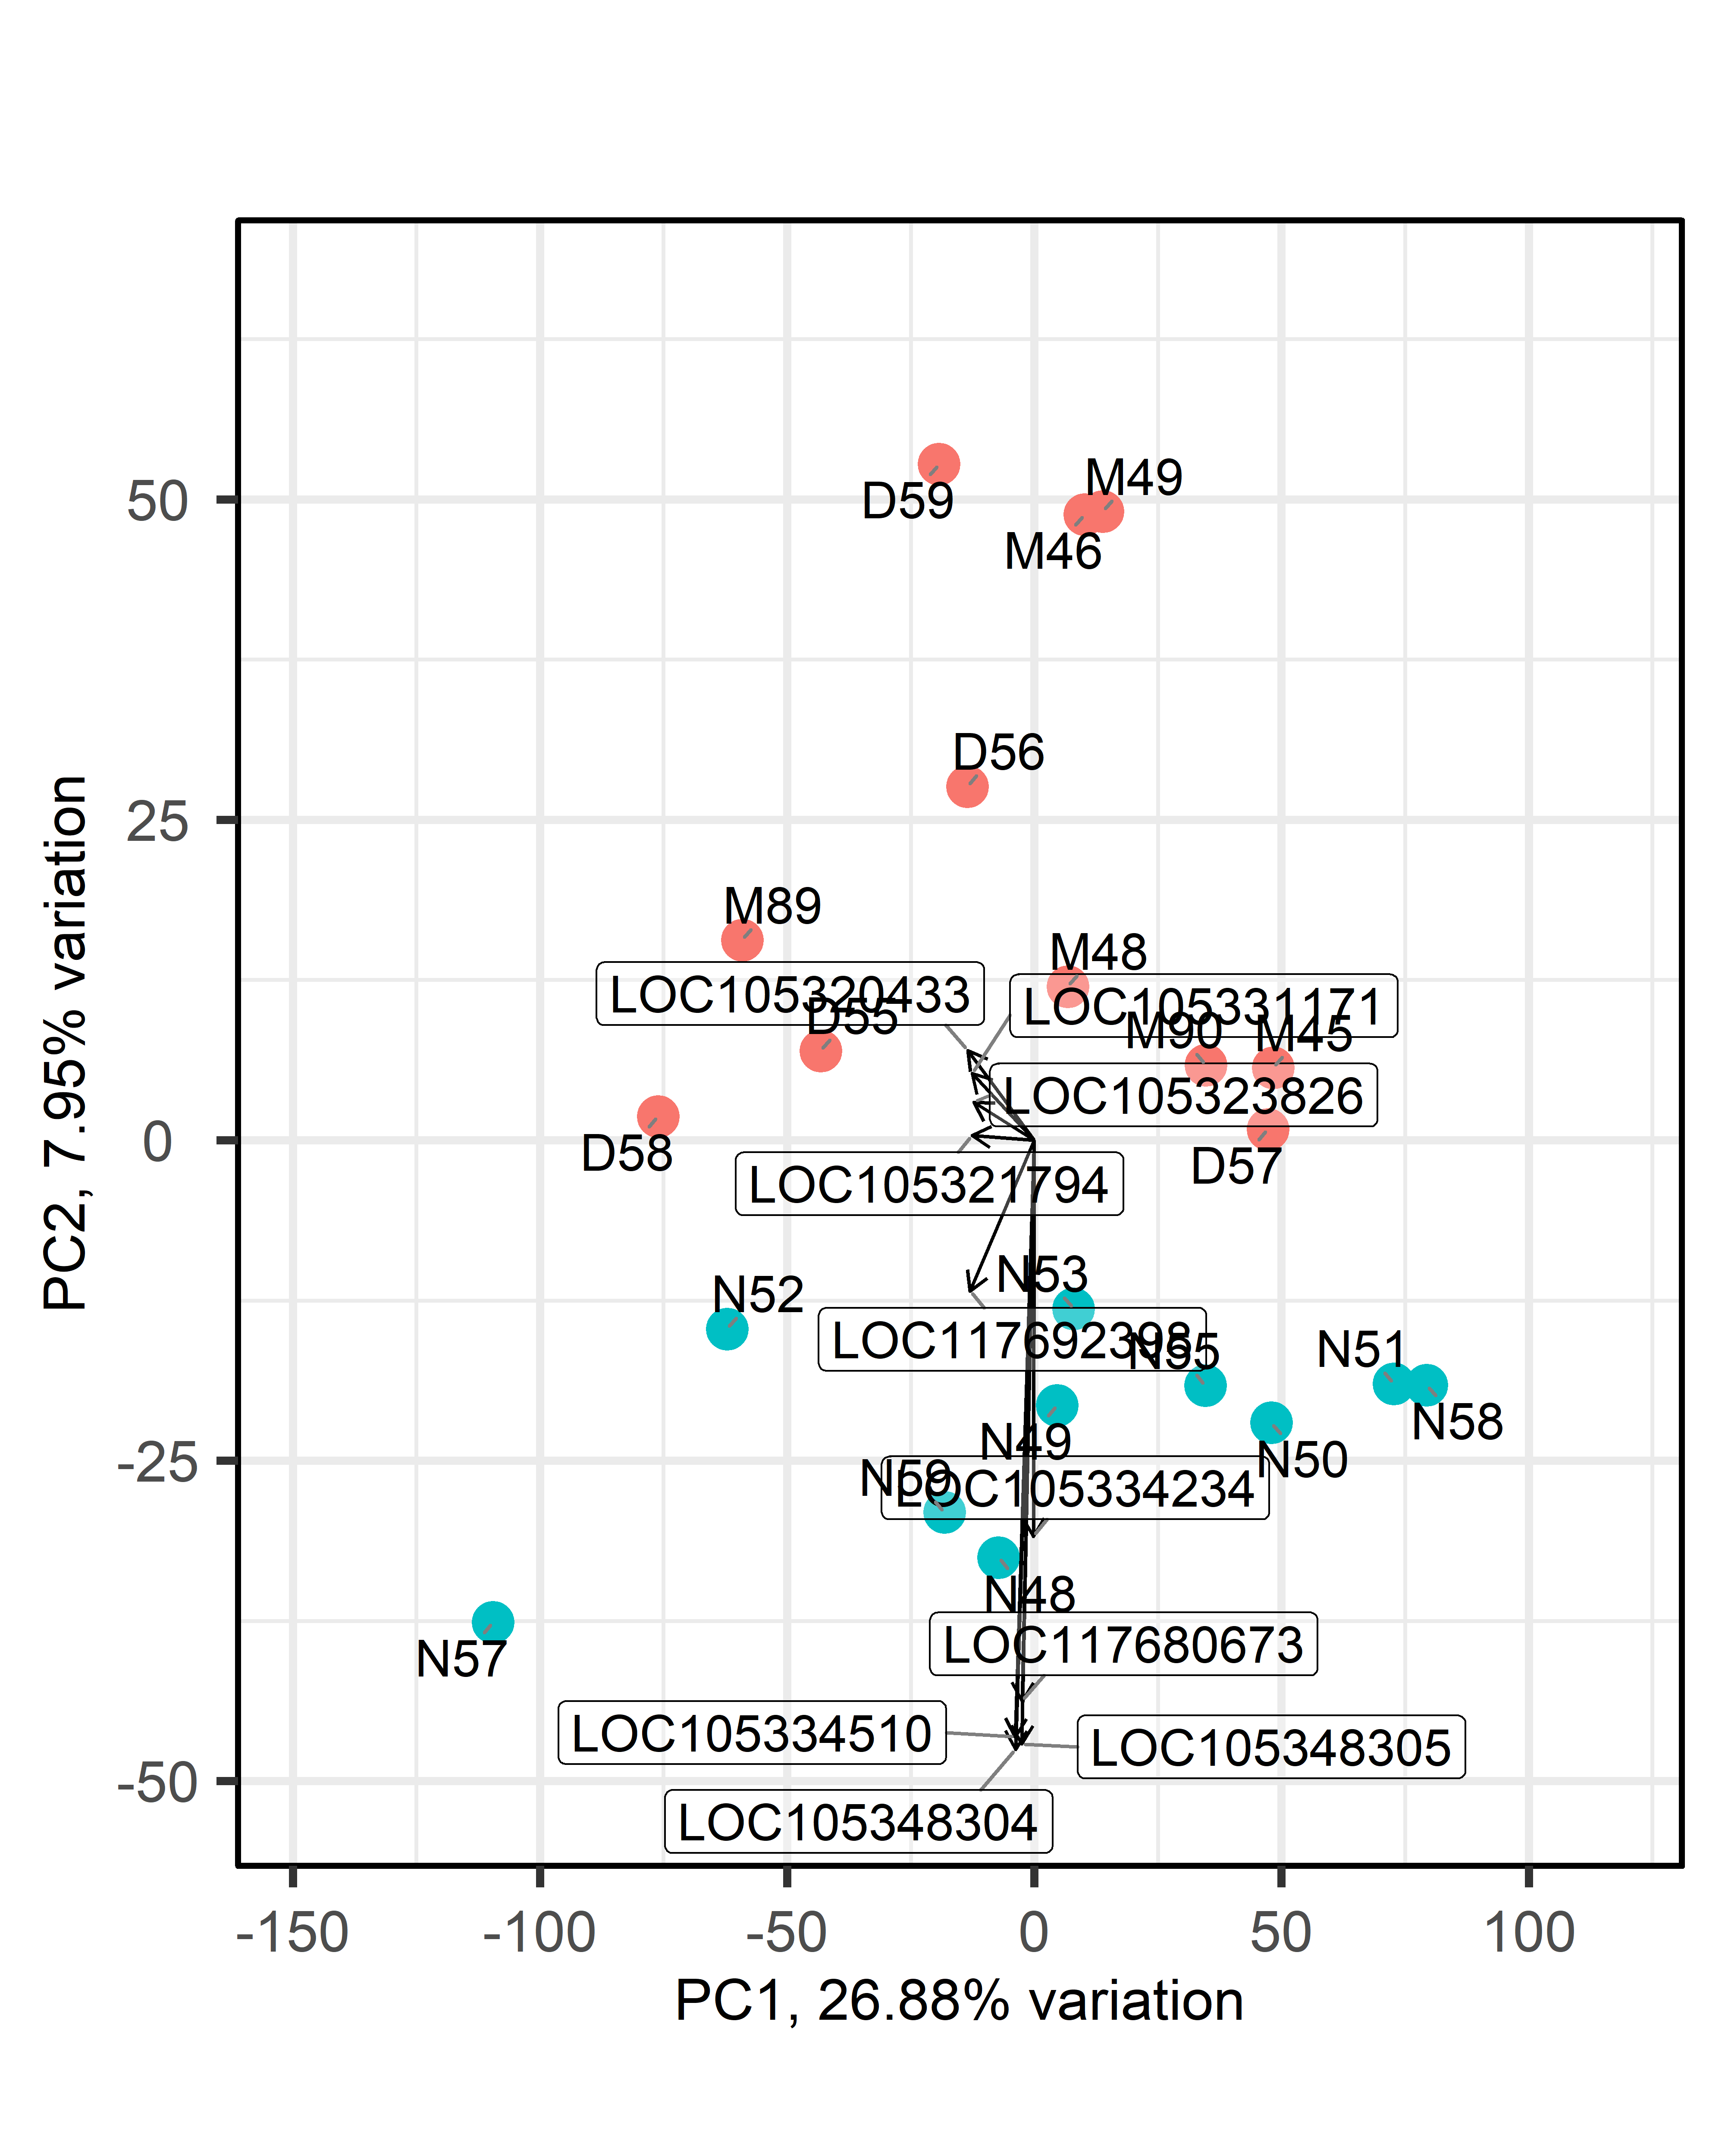 D59
M49
M46
D56
M89
M48
LOC105320433
LOC105331171
D55
M90
M45
LOC105323826
D58
D57
LOC105321794
N53
N52
LOC117692398
N55
N51
N58
N49
N50
N59
LOC105334234
N48
N57
LOC117680673
LOC105334510
LOC105348305
LOC105348304
50
25
0
-25
-50
PC2, 7.95% variation
-150
-100
-50
0
50
100
PC1, 26.88% variation